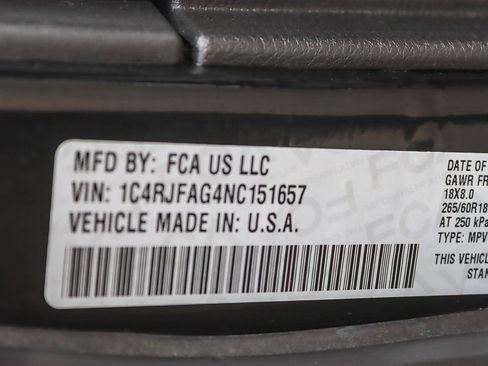 MFD BY: FCA US LLC
VIN: 1C4RJFAG4NC151657
VEHICLE MADE IN: U.S.A.
DATE OF
GAWR FR
18X8.0
265/60R18
AT 250 kPa
TYPE: MPV
THIS VEHICLE
STAN